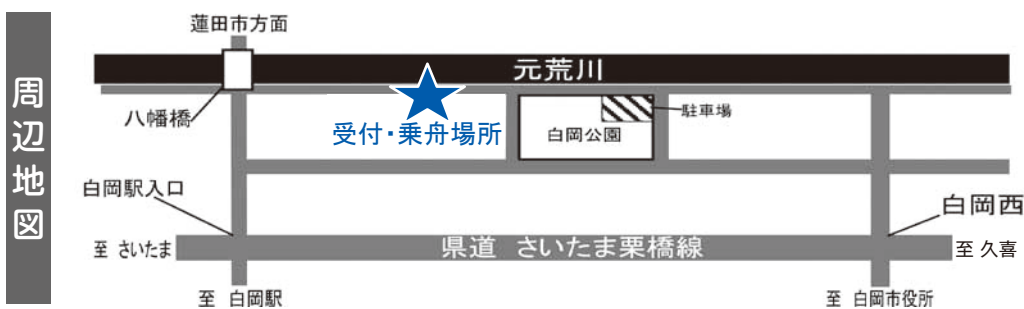 周辺地図
蓮田市方面
元荒川
八幡橋
受付・乗舟場所
駐車場
白岡公園
白岡駅入口
白岡西
至 さいたま
県道 さいたま栗橋線
至 久喜
至 白岡駅
至 白岡市役所